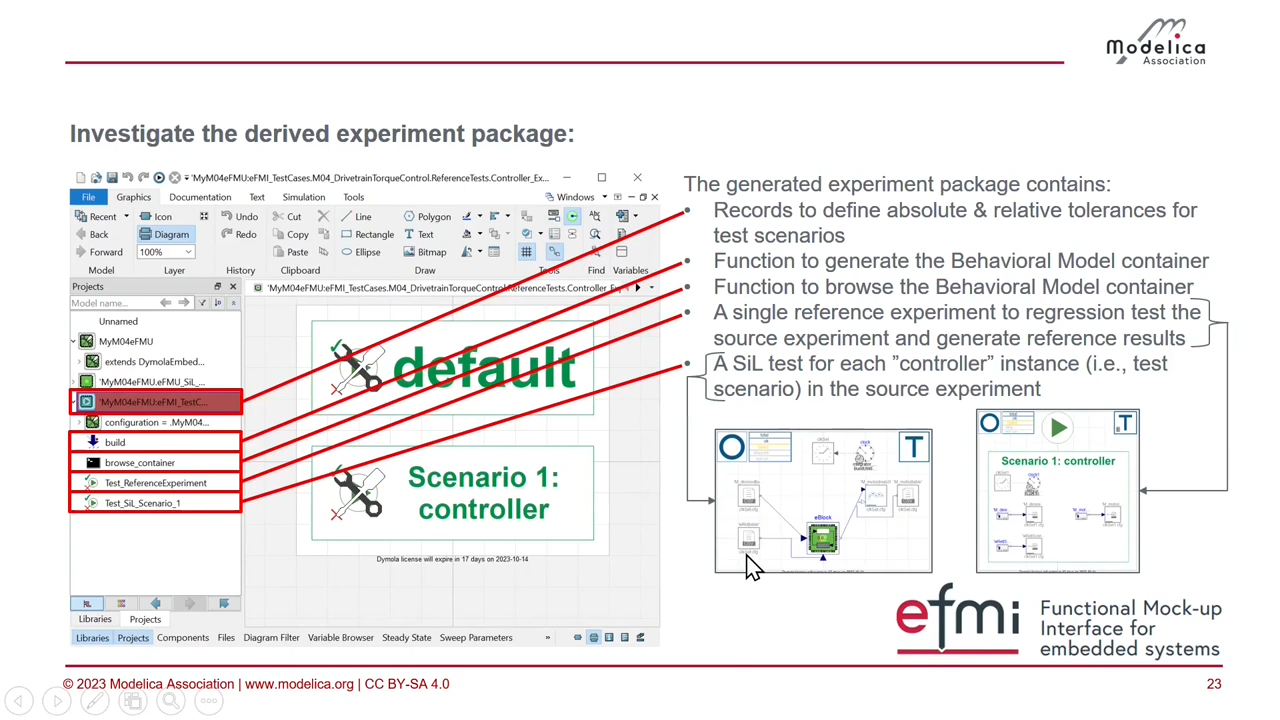 Modelica
Association
Investigate the derived experiment package:
'MyM04eFMU:eFMI_TestCases.M04_DrivetrainTorqueControl.ReferenceTests.Controller_Ex...
File Graphics Documentation Text Simulation Tools Windows
Recent Icon Undo Cut Line Polygon
Back Diagram Redo Copy Rectangle Text
Forward 100% Paste Ellipse Bitmap
Model Layer History Clipboard Draw Tools Find Variables
Projects
'MyM04eFMU:eFMI_TestCases.M04_DrivetrainTorqueControl.ReferenceTests.Controller_Ex
Model name...
Unnamed
MyM04eFMU
extends DymolaEmbed...
'MyM04eFMU.eFMU_SiL_...
'MyM04eFMU:eFMI_TestC...
configuration = .MyM04...
build
browse_container
Test_ReferenceExperiment
Test_SiL_Scenario_1
default
Scenario 1:
controller
Dymola license will expire in 17 days on 2023-10-14
Libraries Projects
Libraries Projects Components Files Diagram Filter Variable Browser Steady State Sweep Parameters »
The generated experiment package contains:
• Records to define absolute & relative tolerances for
test scenarios
• Function to generate the Behavioral Model container
• Function to browse the Behavioral Model container
• A single reference experiment to regression test the
source experiment and generate reference results
• A SiL test for each ”controller” instance (i.e., test
scenario) in the source experiment
O T
clock
eBlock
O T
Scenario 1: controller
efmi
Functional Mock-up
Interface for
embedded systems
© 2023 Modelica Association | www.modelica.org | CC BY-SA 4.0
23